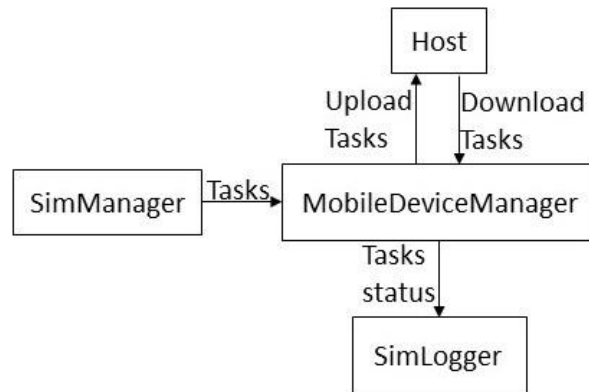 Host
Upload
Tasks
Download
Tasks
SimManager
Tasks
MobileDeviceManager
Tasks
status
SimLogger